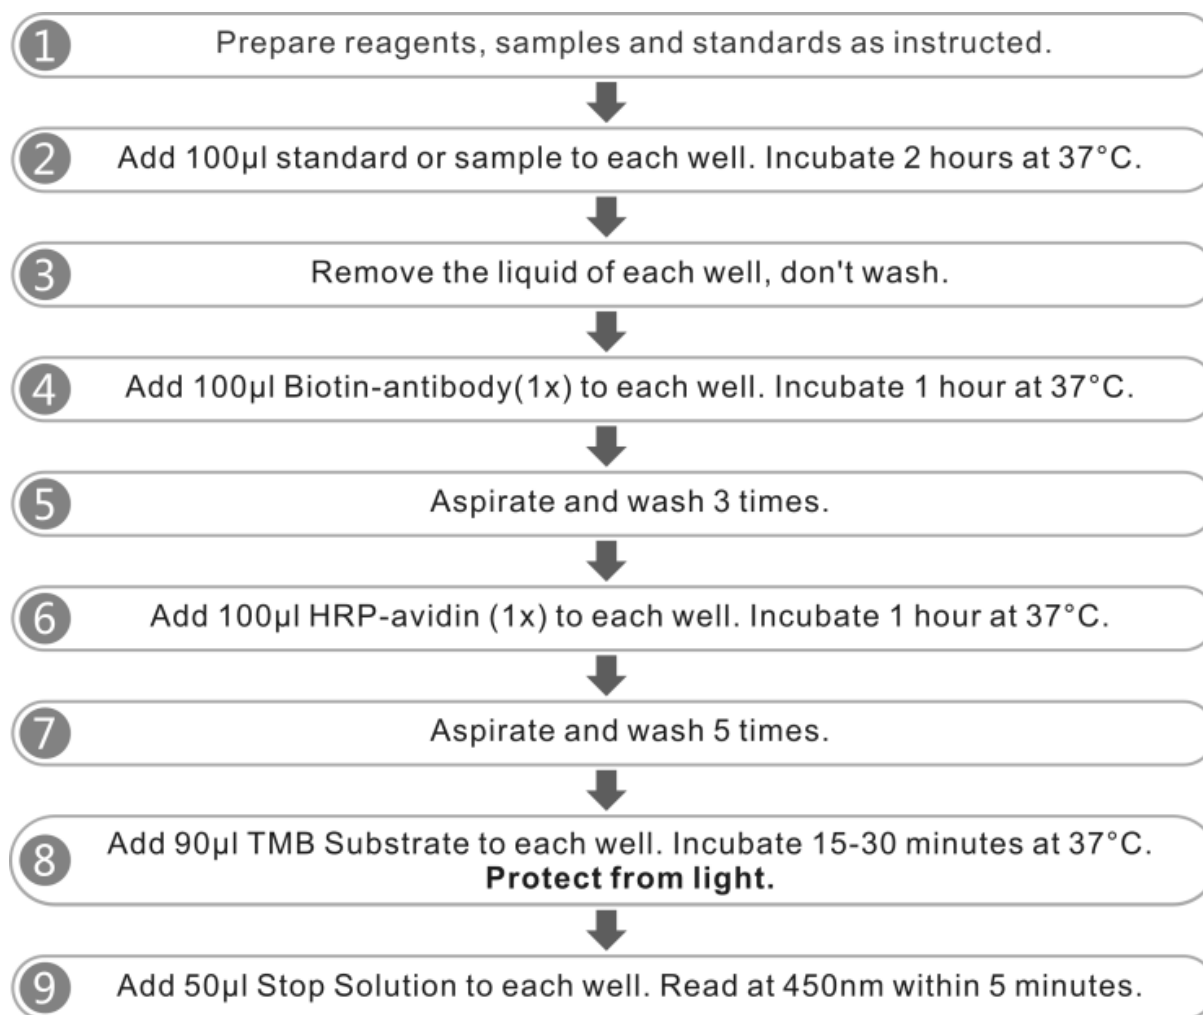 1 Prepare reagents, samples and standards as instructed.
2 Add 100µl standard or sample to each well. Incubate 2 hours at 37°C.
3 Remove the liquid of each well, don't wash.
4 Add 100µl Biotin-antibody(1x) to each well. Incubate 1 hour at 37°C.
5 Aspirate and wash 3 times.
6 Add 100µl HRP-avidin (1x) to each well. Incubate 1 hour at 37°C.
7 Aspirate and wash 5 times.
8 Add 90µl TMB Substrate to each well. Incubate 15-30 minutes at 37°C.
Protect from light.
9 Add 50µl Stop Solution to each well. Read at 450nm within 5 minutes.